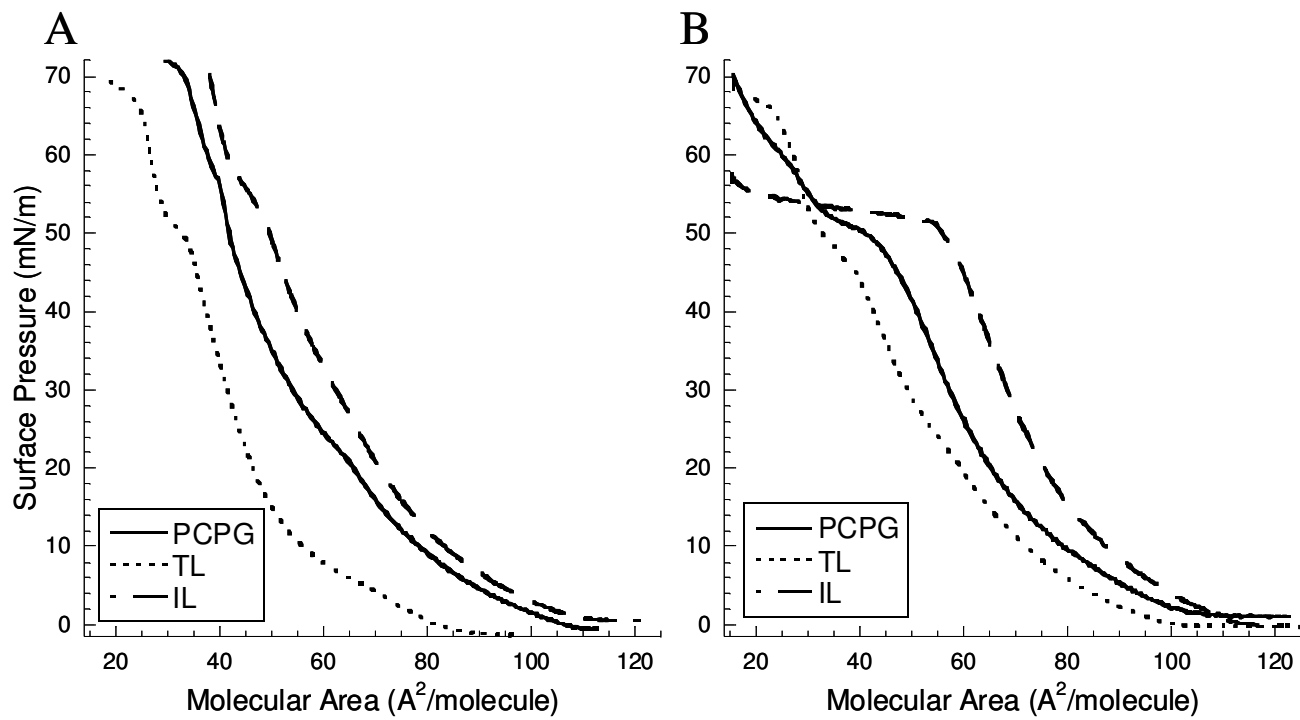 A
Surface Pressure (mN/m)
70
60
50
40
30
20
10
0
PCPG
TL
IL
20 40 60 80 100 120
Molecular Area (A²/molecule)
B
70
60
50
40
30
20
10
0
PCPG
TL
IL
20 40 60 80 100 120
Molecular Area (A²/molecule)